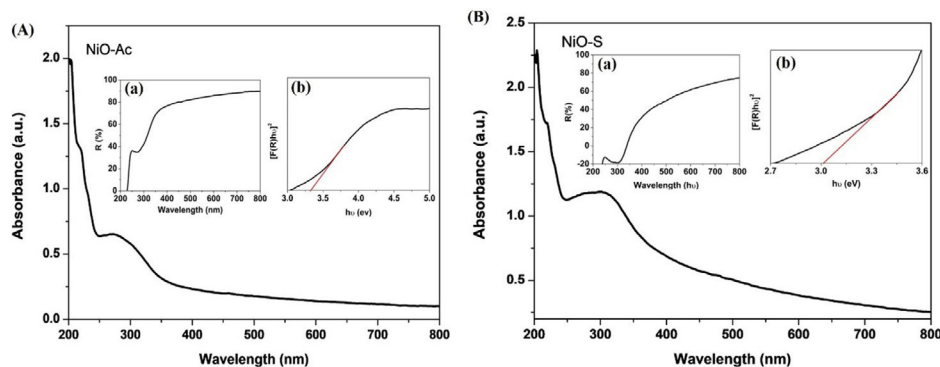 (A)
NiO-Ac
Absorbance (a.u.)
2.0
1.5
1.0
0.5
0.0
200 300 400 500 600 700 800
Wavelength (nm)
(a)
R (%)
100
80
60
40
20
0
200 300 400 500 600 700 800
Wavelength (nm)
(b)
[F(R)hυ]²
3.0 3.5 4.0 4.5 5.0
hυ (ev)
(B)
NiO-S
Absorbance (a.u.)
2.5
2.0
1.5
1.0
0.5
200 300 400 500 600 700 800
Wavelength (nm)
(a)
R(%)
100
80
60
40
20
0
-20
200 300 400 500 600 700 800
Wavelength (hυ)
(b)
[F(R)hυ]²
2.7 3.0 3.3 3.6
hυ (eV)